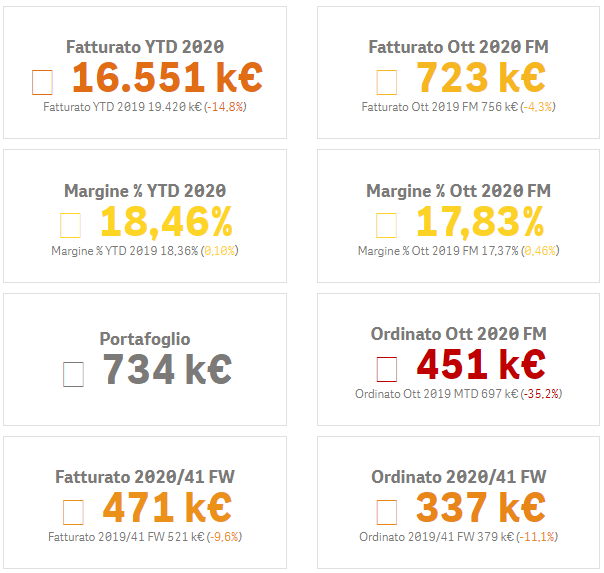 Fatturato YTD 2020
16.551 k€
Fatturato YTD 2019 19.420 k€ (-14,8%)
Fatturato Ott 2020 FM
723 k€
Fatturato Ott 2019 FM 756 k€ (-4,3%)
Margine % YTD 2020
18,46%
Margine % YTD 2019 18,36% (0,10%)
Margine % Ott 2020 FM
17,83%
Margine % Ott 2019 FM 17,37% (0,46%)
Portafoglio
734 k€
Ordinato Ott 2020 FM
451 k€
Ordinato Ott 2019 MTD 697 k€ (-35,2%)
Fatturato 2020/41 FW
471 k€
Fatturato 2019/41 FW 521 k€ (-9,6%)
Ordinato 2020/41 FW
337 k€
Ordinato 2019/41 FW 379 k€ (-11,1%)